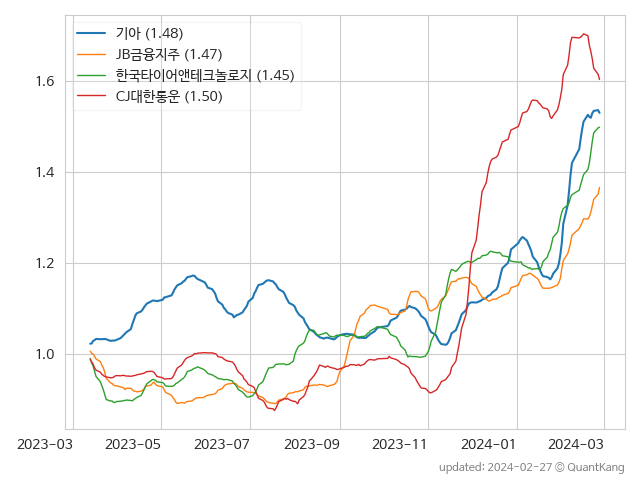 기아 (1.48)
JB금융지주 (1.47)
한국타이어앤테크놀로지 (1.45)
CJ대한통운 (1.50)
1.6
1.4
1.2
1.0
2023-03 2023-05 2023-07 2023-09 2023-11 2024-01 2024-03
updated: 2024-02-27 © QuantKang